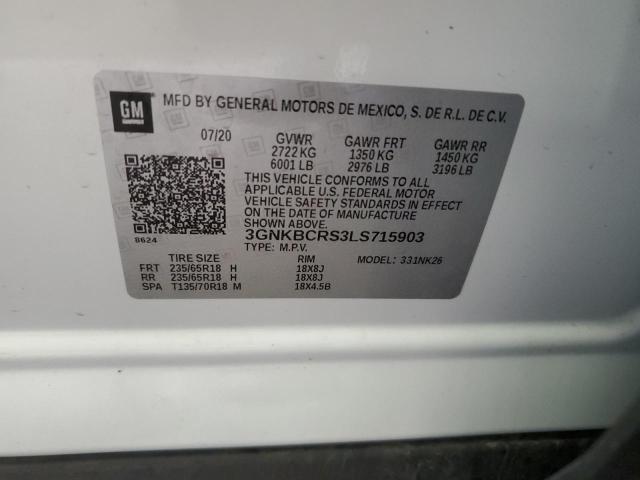 GM
MFD BY GENERAL MOTORS DE MEXICO, S. DE R.L. DE C.V.
07/20 GVWR GAWR FRT GAWR RR
2722 KG 1350 KG 1450 KG
6001 LB 2976 LB 3196 LB
THIS VEHICLE CONFORMS TO ALL
APPLICABLE U.S. FEDERAL MOTOR
VEHICLE SAFETY STANDARDS IN EFFECT
ON THE DATE OF MANUFACTURE
8624 3GNKBCRS3LS715903
TYPE: M.P.V.
TIRE SIZE RIM MODEL: 331NK26
FRT 235/65R18 H 18X8J
RR 235/65R18 H 18X8J
SPA T135/70R18 M 18X4.5B